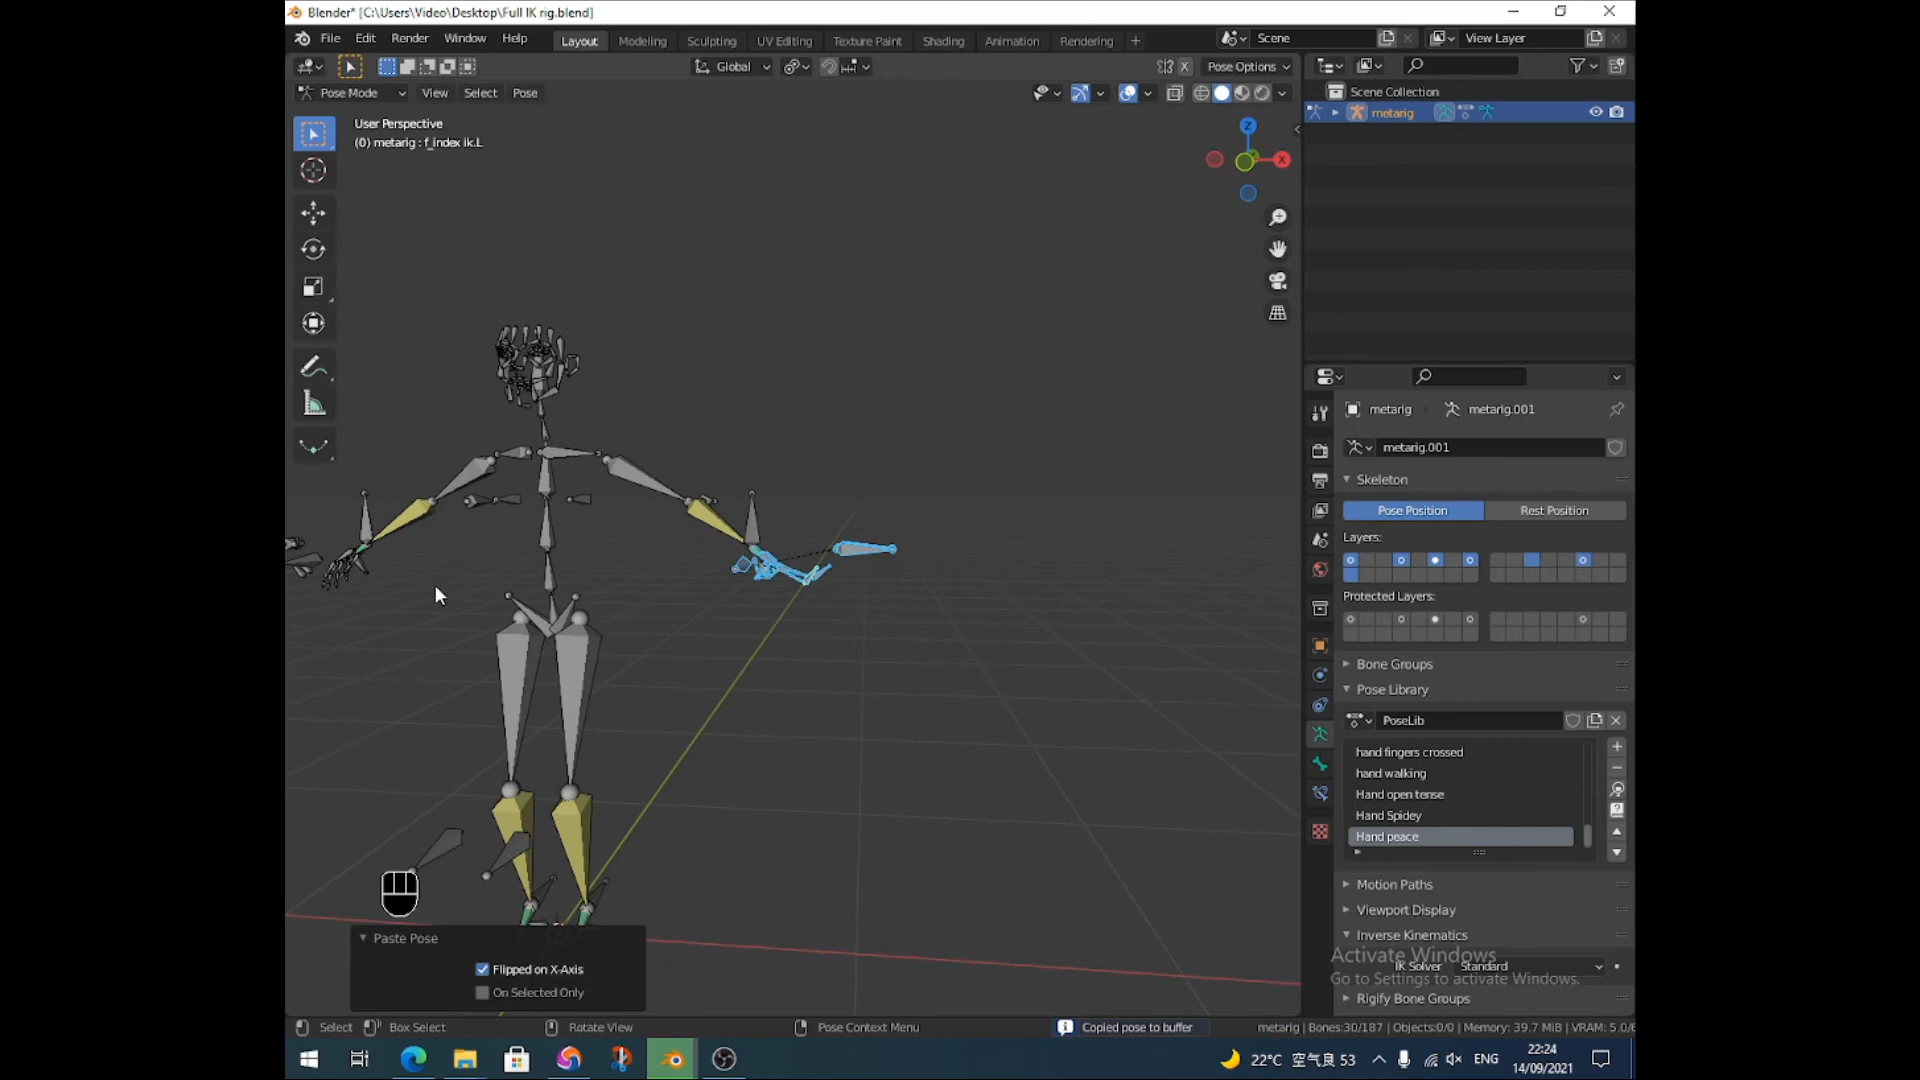 Blender* [C:\Users\Video\Desktop\Full IK rig.blend]
File Edit Render Window Help
Layout Modeling Sculpting UV Editing Texture Paint Shading Animation Rendering +
Scene View Layer
Global Pose Options
Pose Mode View Select Pose
User Perspective
(0) metarig : f_index ik.L
Z
X
Scene Collection
metarig
metarig metarig.001
metarig.001
Skeleton
Pose Position Rest Position
Layers:
Protected Layers:
Bone Groups
Pose Library
PoseLib
hand fingers crossed
hand walking
Hand open tense
Hand Spidey
Hand peace
Motion Paths
Viewport Display
Inverse Kinematics
IK Solver Standard
Rigify Bone Groups
Activate Windows
Go to Settings to activate Windows.
Paste Pose
Flipped on X-Axis
On Selected Only
Select Box Select Rotate View Pose Context Menu Copied pose to buffer metarig | Bones:30/187 | Objects:0/0 | Memory: 39.7 MiB | VRAM: 5.0/6
22°C 空气良 53 ENG 22:24
14/09/2021